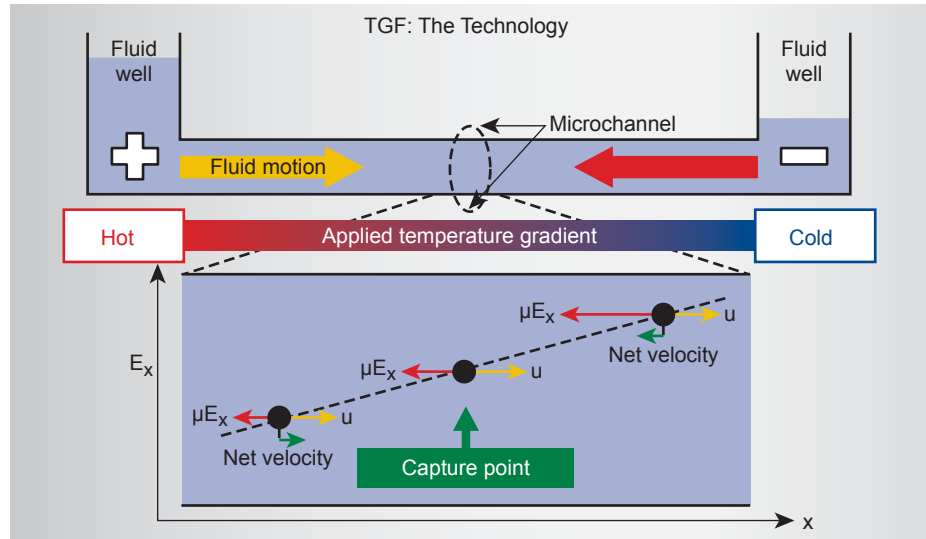 TGF: The Technology
Fluid
well
Fluid
well
Microchannel
+
Fluid motion
−
Hot
Applied temperature gradient
Cold
Eₓ
µEₓ
u
Net velocity
µEₓ
u
µEₓ
u
Net velocity
Capture point
x